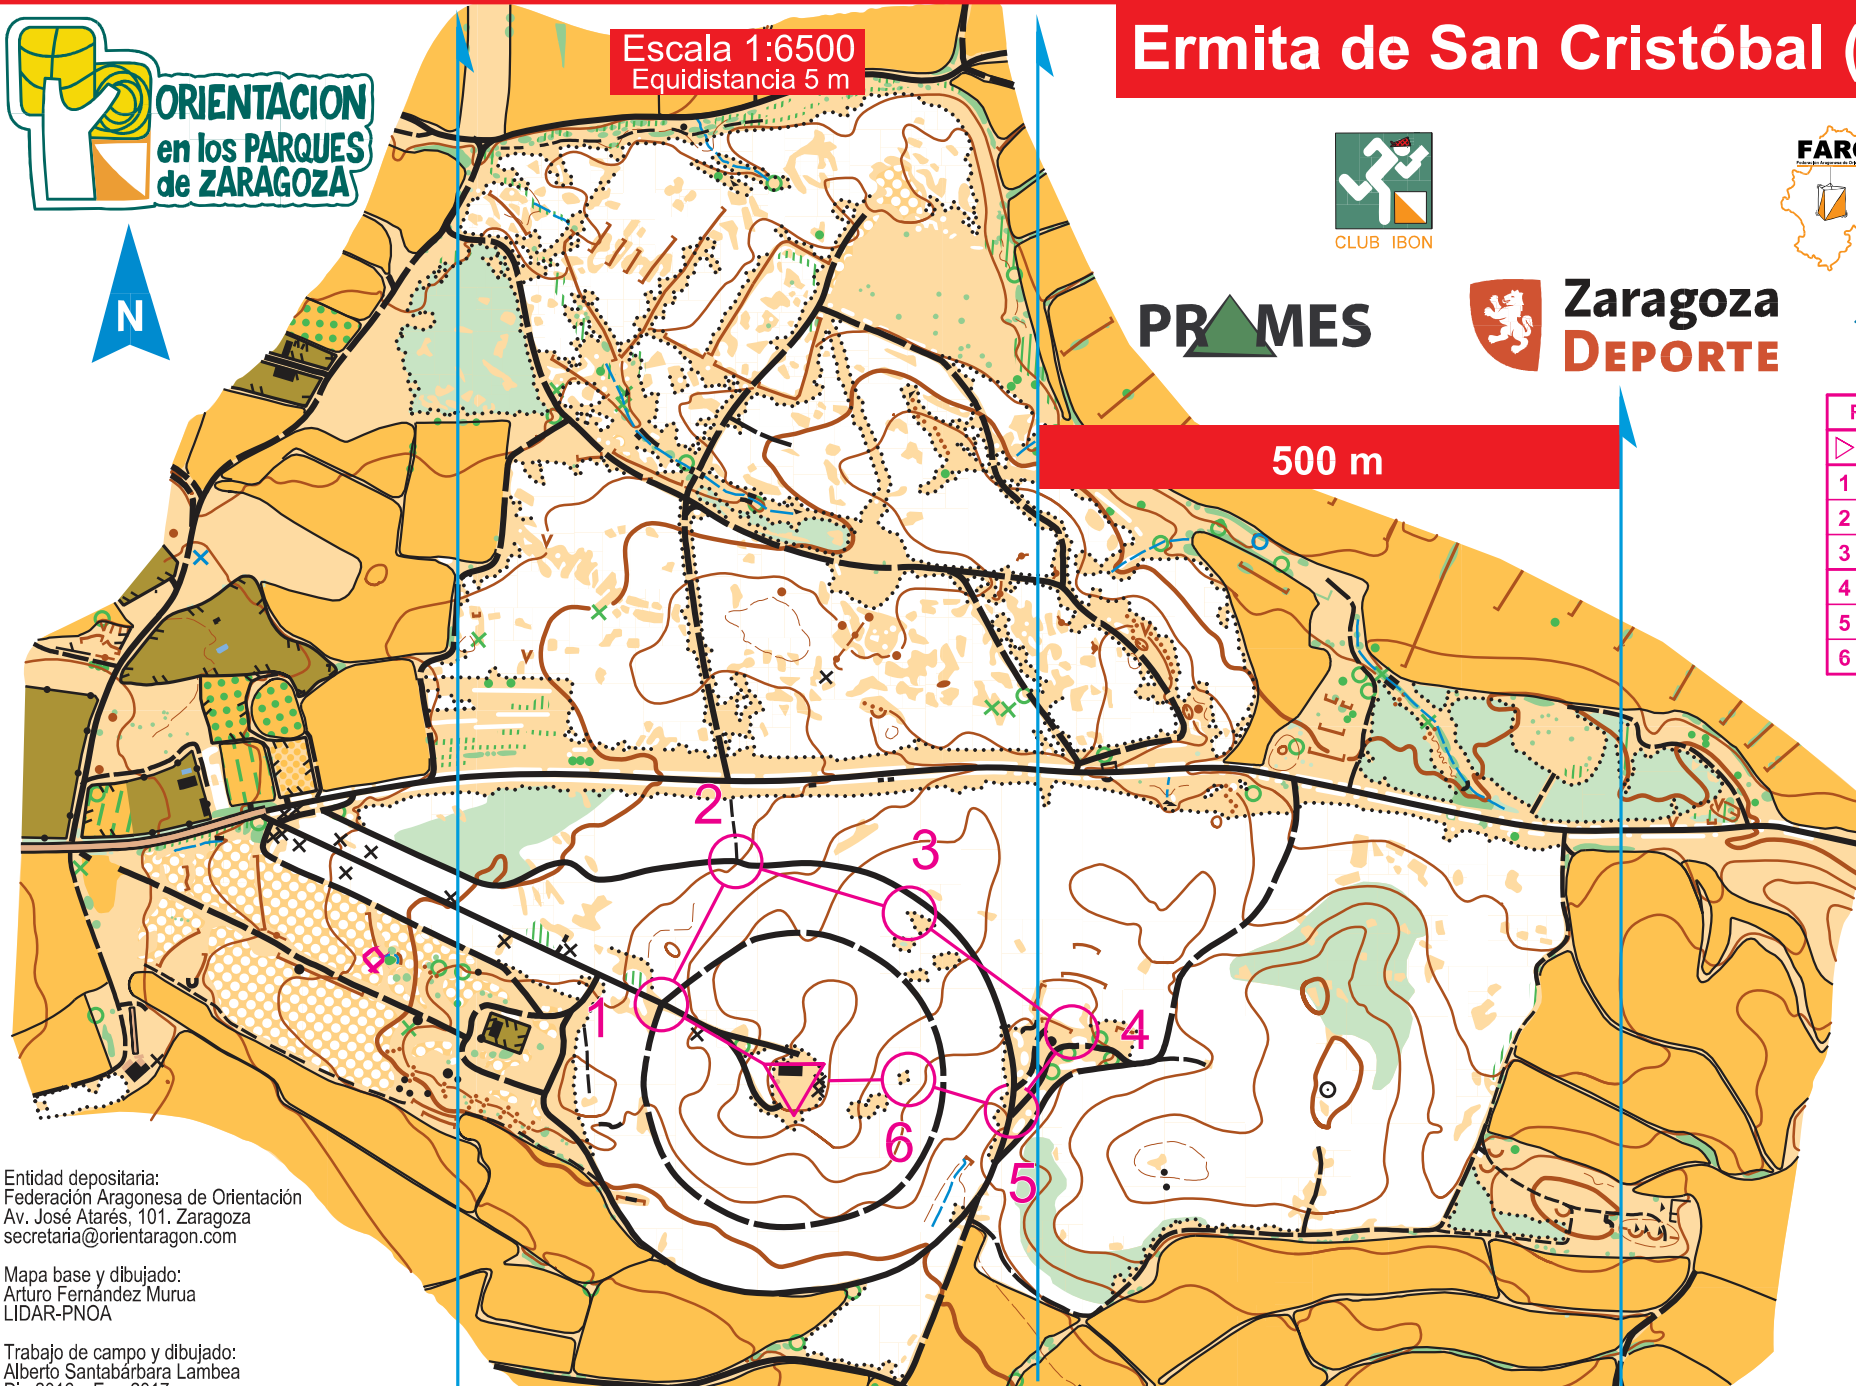 ORIENTACION
en los PARQUES
de ZARAGOZA
Escala 1:6500
Equidistancia 5 m
Ermita de San Cristóbal (
N
CLUB IBON
PRAMES
Zaragoza
DEPORTE
500 m
1
2
3
4
5
6
2
3
1
4
6
5
Entidad depositaria:
Federación Aragonesa de Orientación
Av. José Atarés, 101. Zaragoza
secretaria@orientaragon.com
Mapa base y dibujado:
Arturo Fernández Murua
LIDAR-PNOA
Trabajo de campo y dibujado:
Alberto Santabárbara Lambea